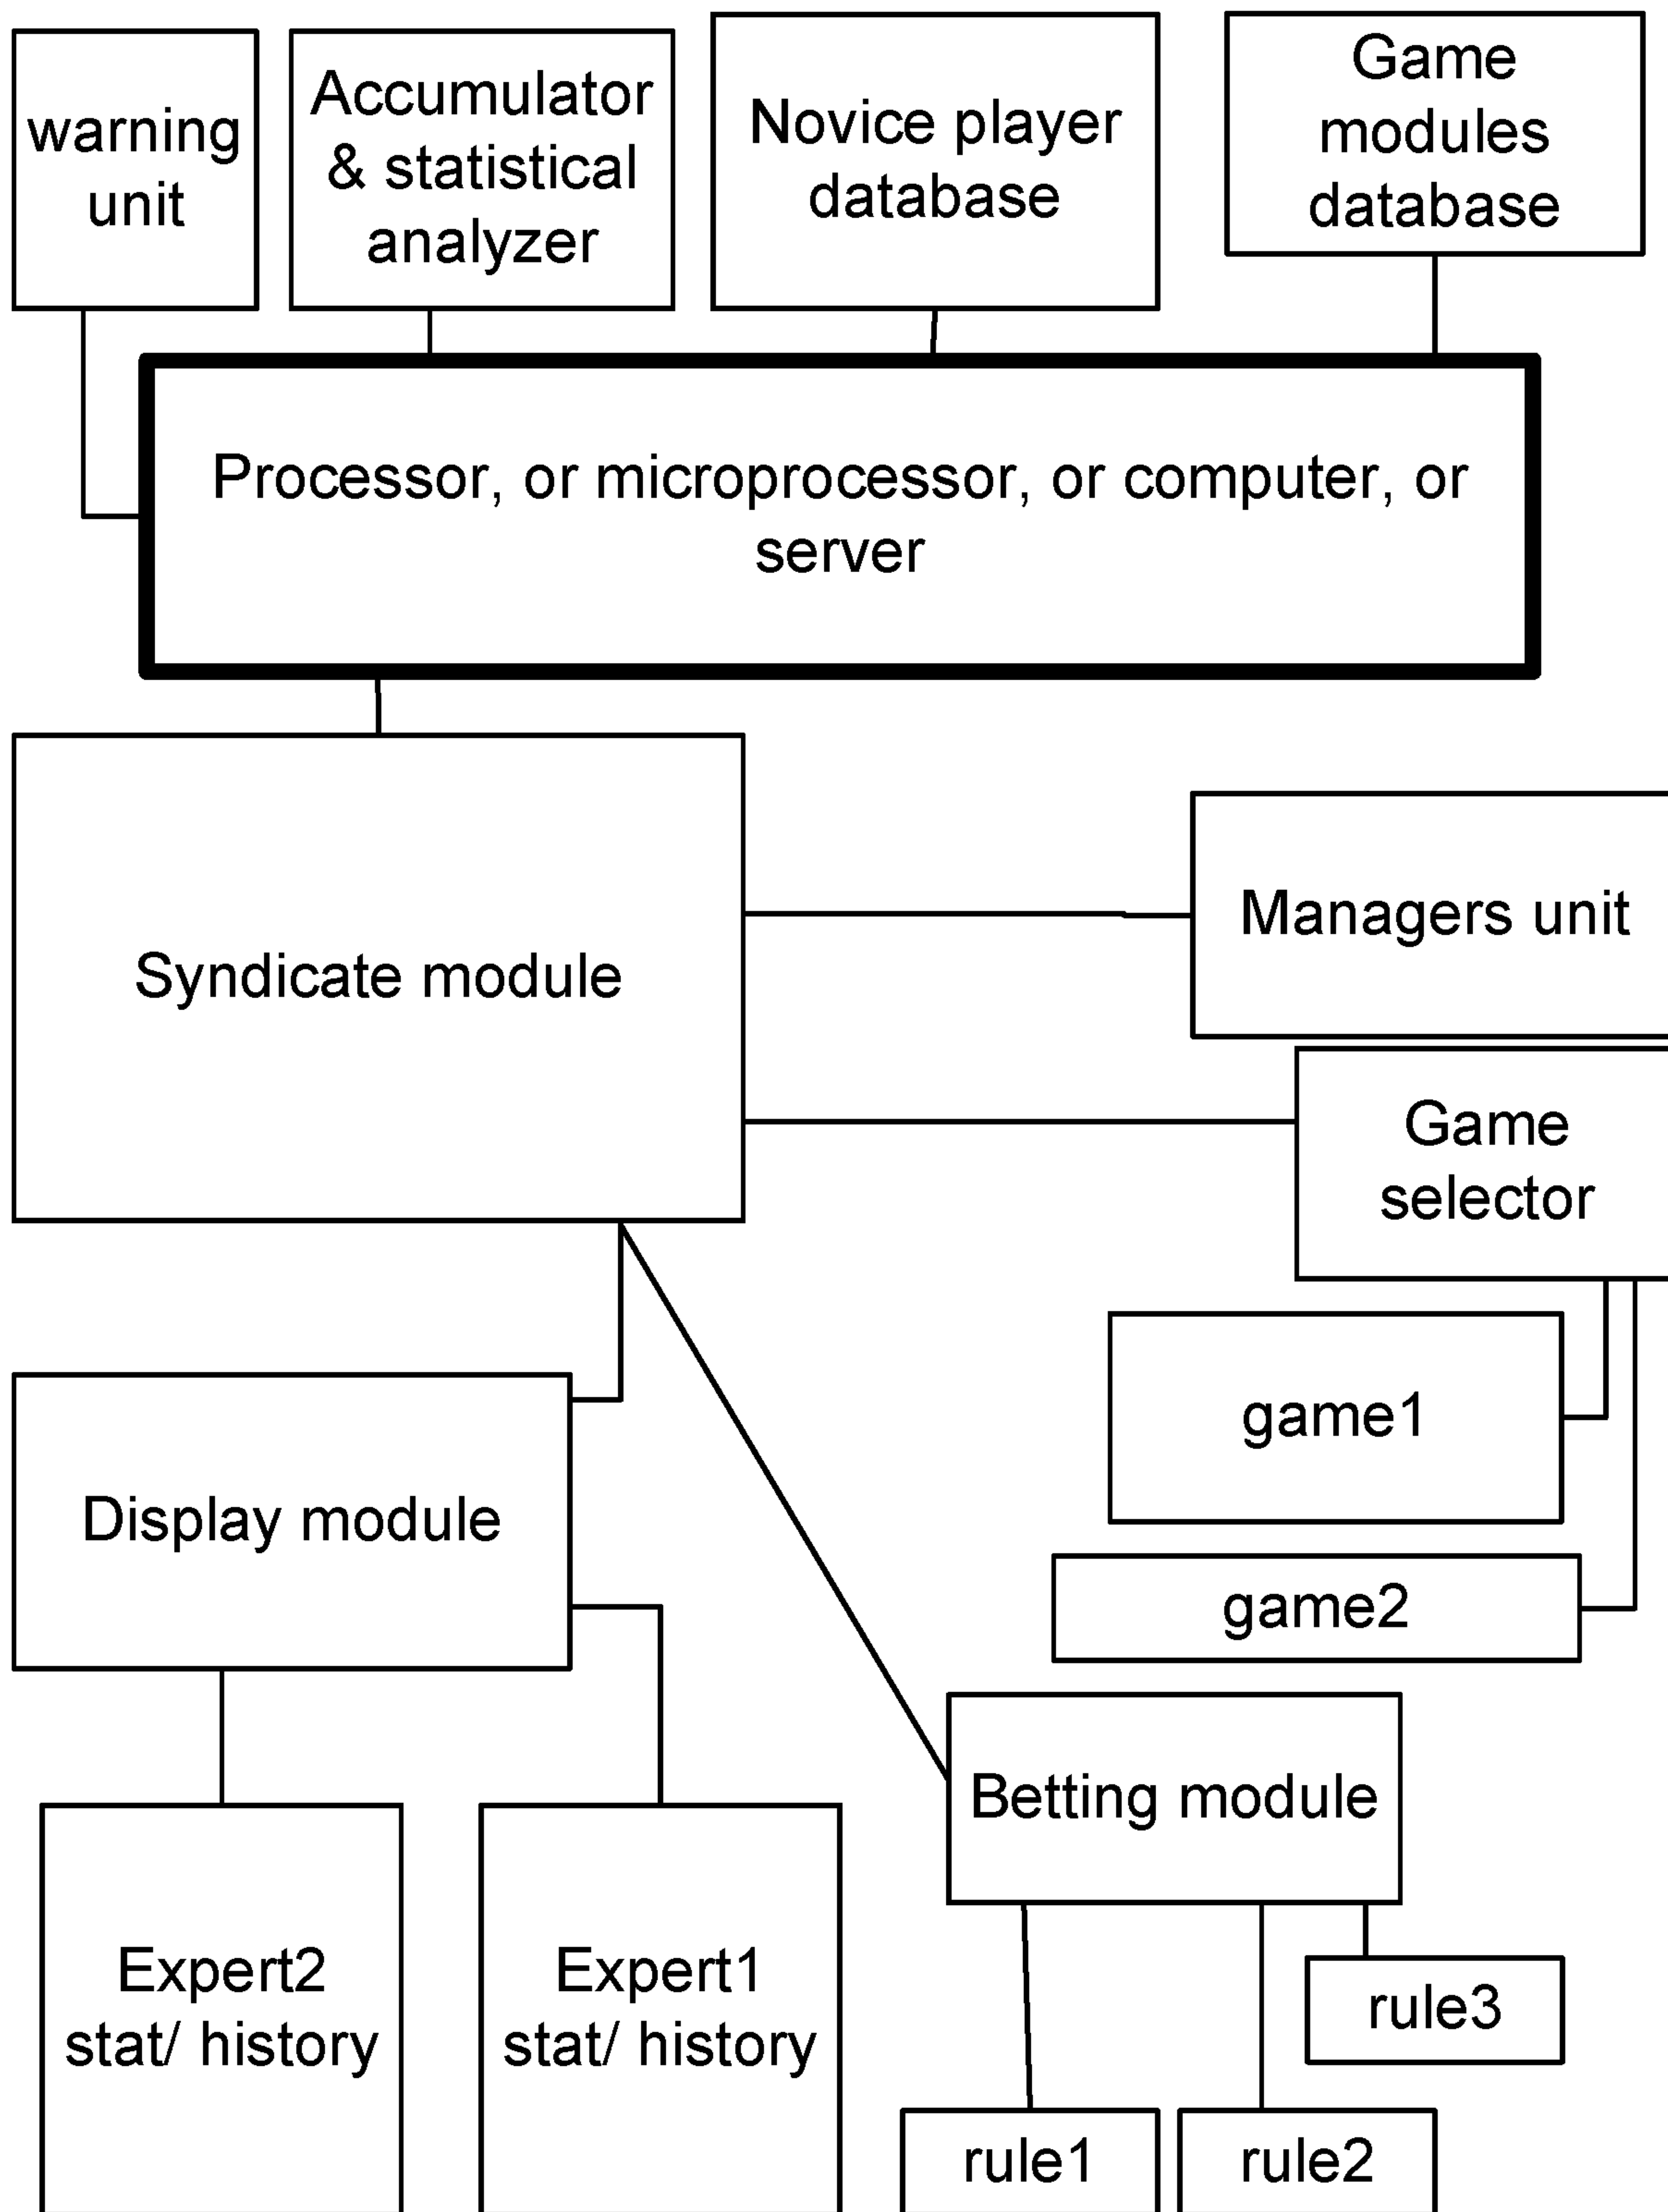 warning
unit
Accumulator
& statistical
analyzer
Novice player
database
Game
modules
database
Processor, or microprocessor, or computer, or
server
Syndicate module
Managers unit
Game
selector
game1
game2
Display module
Betting module
Expert2
stat/ history
Expert1
stat/ history
rule3
rule1
rule2